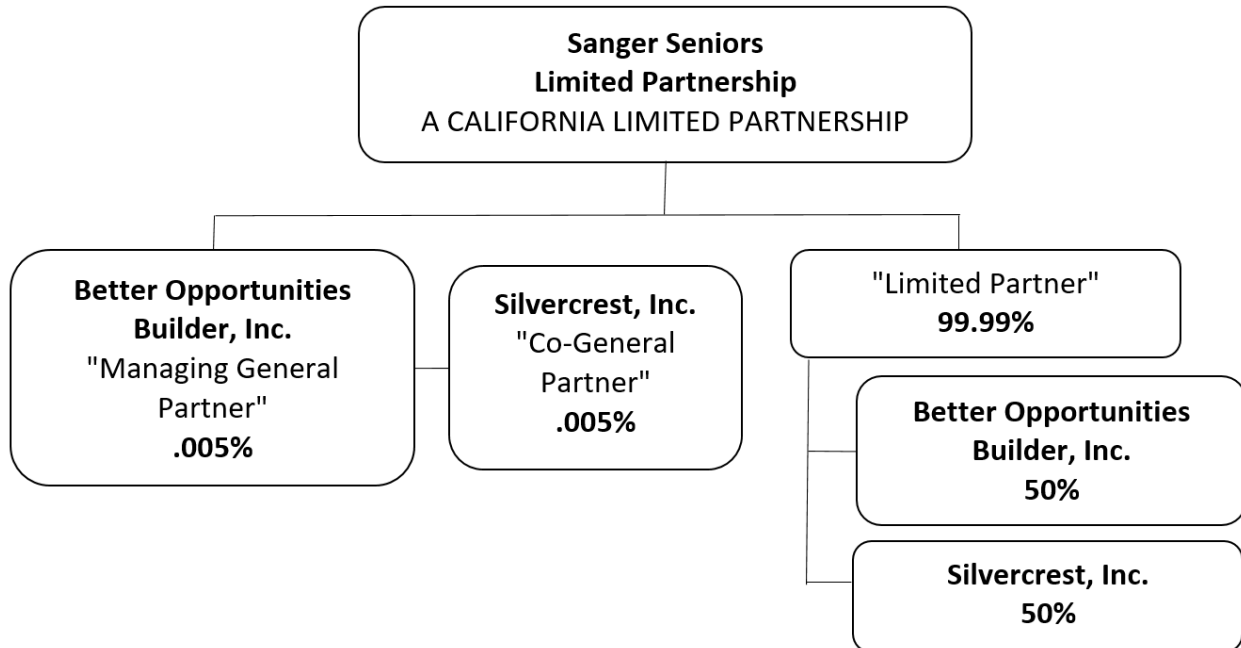 Sanger Seniors
Limited Partnership
A CALIFORNIA LIMITED PARTNERSHIP
Better Opportunities
Builder, Inc.
"Managing General
Partner"
.005%
Silvercrest, Inc.
"Co-General
Partner"
.005%
"Limited Partner"
99.99%
Better Opportunities
Builder, Inc.
50%
Silvercrest, Inc.
50%